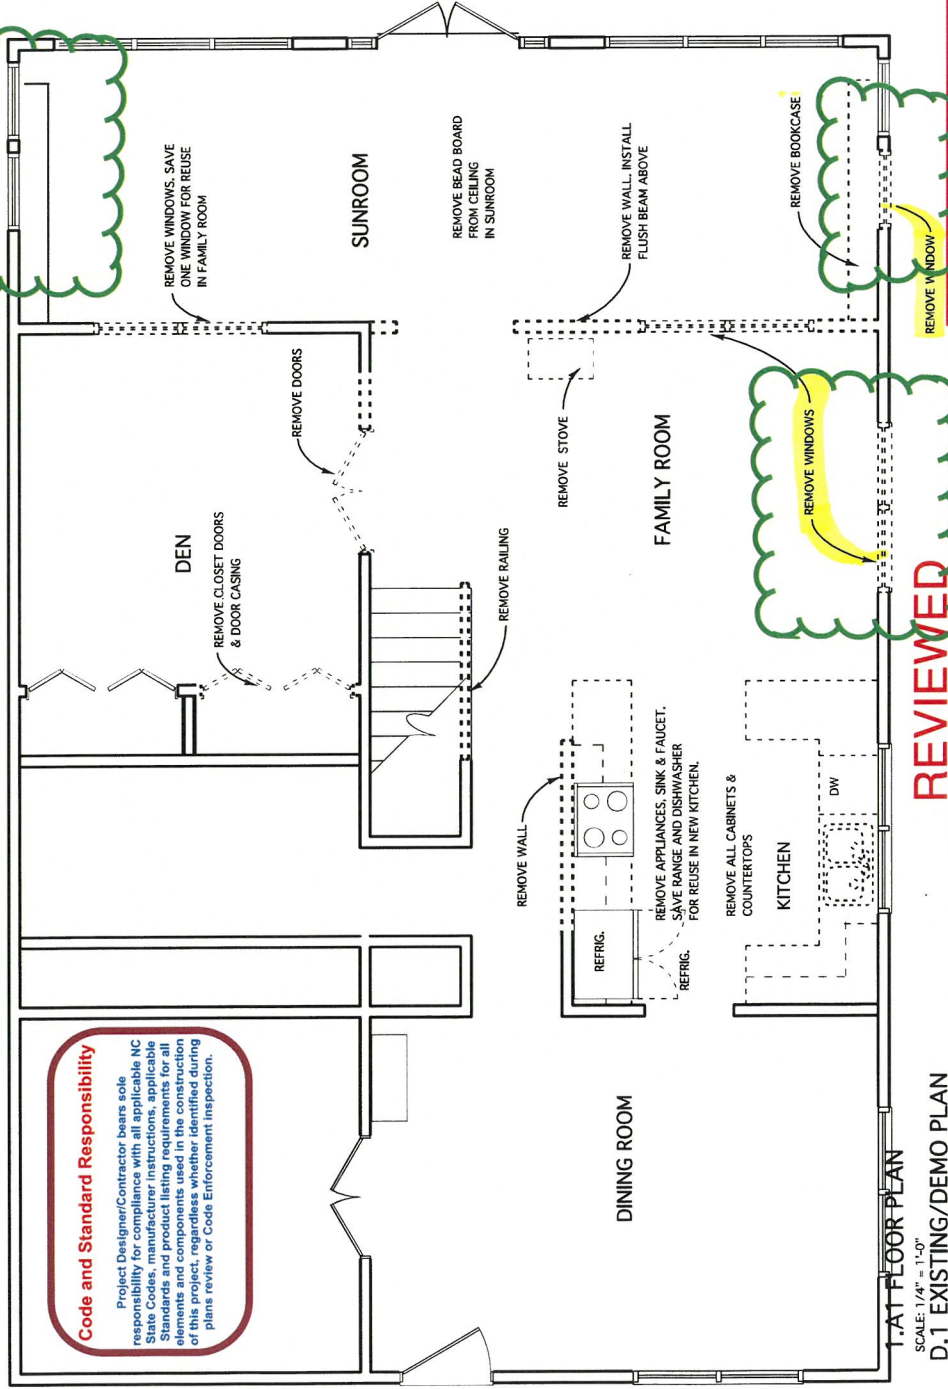 REMOVE WINDOWS. SAVE
ONE WINDOW FOR REUSE
IN FAMILY ROOM
SUNROOM
REMOVE BEAD BOARD
FROM CEILING
IN SUNROOM
REMOVE WALL, INSTALL
FLUSH BEAM ABOVE
REMOVE BOOKCASE
REMOVE WINDOW
REMOVE DOORS
REMOVE STOVE
FAMILY ROOM
REMOVE WINDOWS
DEN
REMOVE CLOSET DOORS
& DOOR CASING
REMOVE RAILING
REVIEWED
REMOVE WALL
REMOVE APPLIANCES, SINK & FAUCET.
SAVE RANGE AND DISHWASHER
FOR REUSE IN NEW KITCHEN.
REMOVE ALL CABINETS &
COUNTERTOPS
KITCHEN
DW
REFRIG.
REFRIG.
Code and Standard Responsibility
Project Designer/Contractor bears sole
responsibility for compliance with all applicable NC
State Codes, manufacturer instructions, applicable
Standards and product listing requirements for all
elements and components used in the construction
of this project, regardless whether identified during
plans review or Code Enforcement inspection.
DINING ROOM
1.A1 FLOOR PLAN
SCALE: 1/4" = 1'-0"
D.1 EXISTING/DEMO PLAN